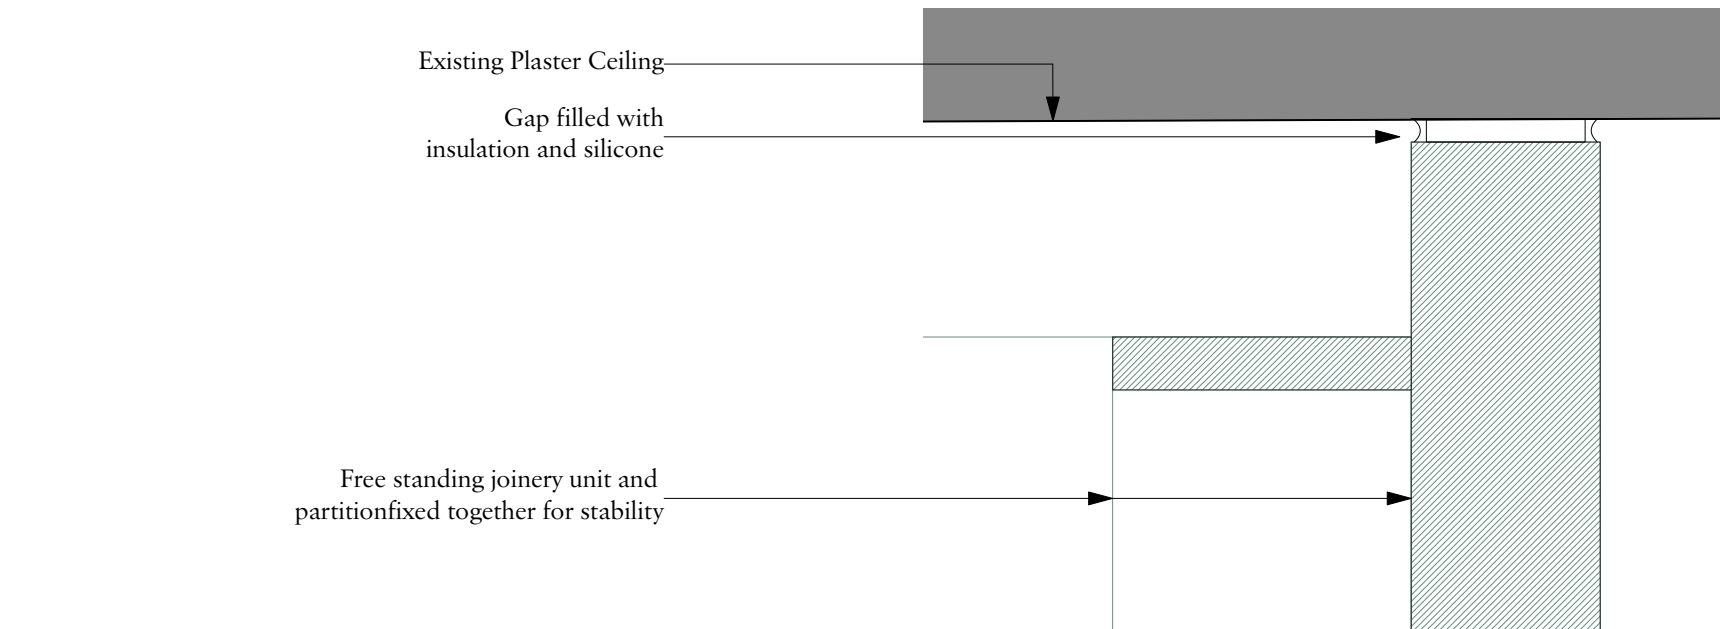 Existing Plaster Ceiling
Gap filled with
insulation and silicone
Free standing joinery unit and
partitionfixed together for stability